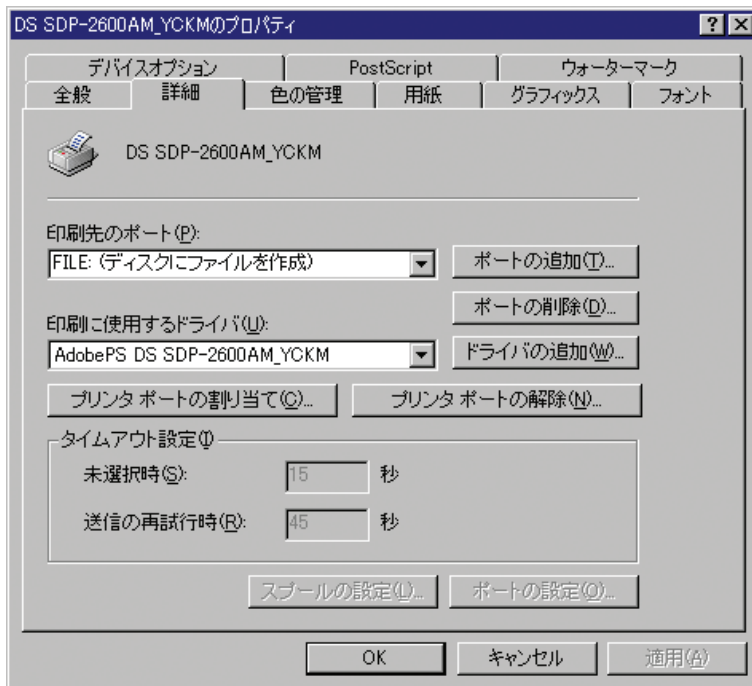 DS SDP-2600AM_YCKMのプロパティ
デバイスオプション PostScript ウォーターマーク
全般 詳細 色の管理 用紙 グラフィックス フォント
DS SDP-2600AM_YCKM
印刷先のポート(P):
FILE: (ディスクにファイルを作成) ポートの追加(T)...
ポートの削除(D)...
印刷に使用するドライバ(U):
AdobePS DS SDP-2600AM_YCKM ドライバの追加(W)...
プリンタ ポートの割り当て(C)... プリンタ ポートの解除(N)...
タイムアウト設定(I)
未選択時(S): 15 秒
送信の再試行時(R): 45 秒
スプールの設定(L)... ポートの設定(O)...
OK キャンセル 適用(A)